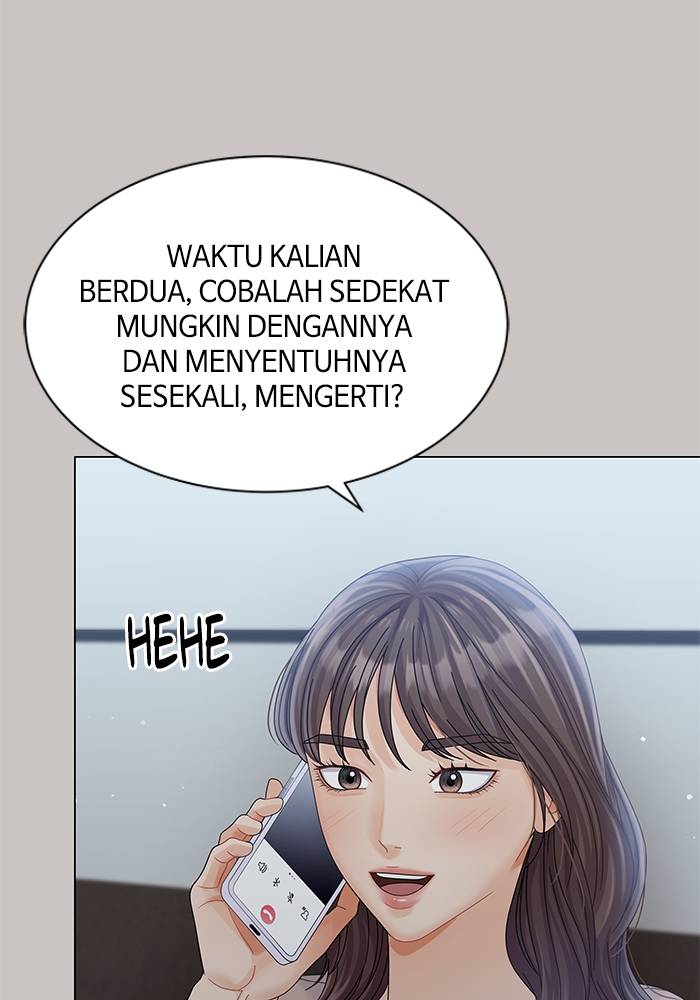 WAKTU KALIAN
BERDUA, COBALAH SEDEKAT
MUNGKIN DENGANNYA
DAN MENYENTUHNYA
SESEKALI, MENGERTI?
HEHE